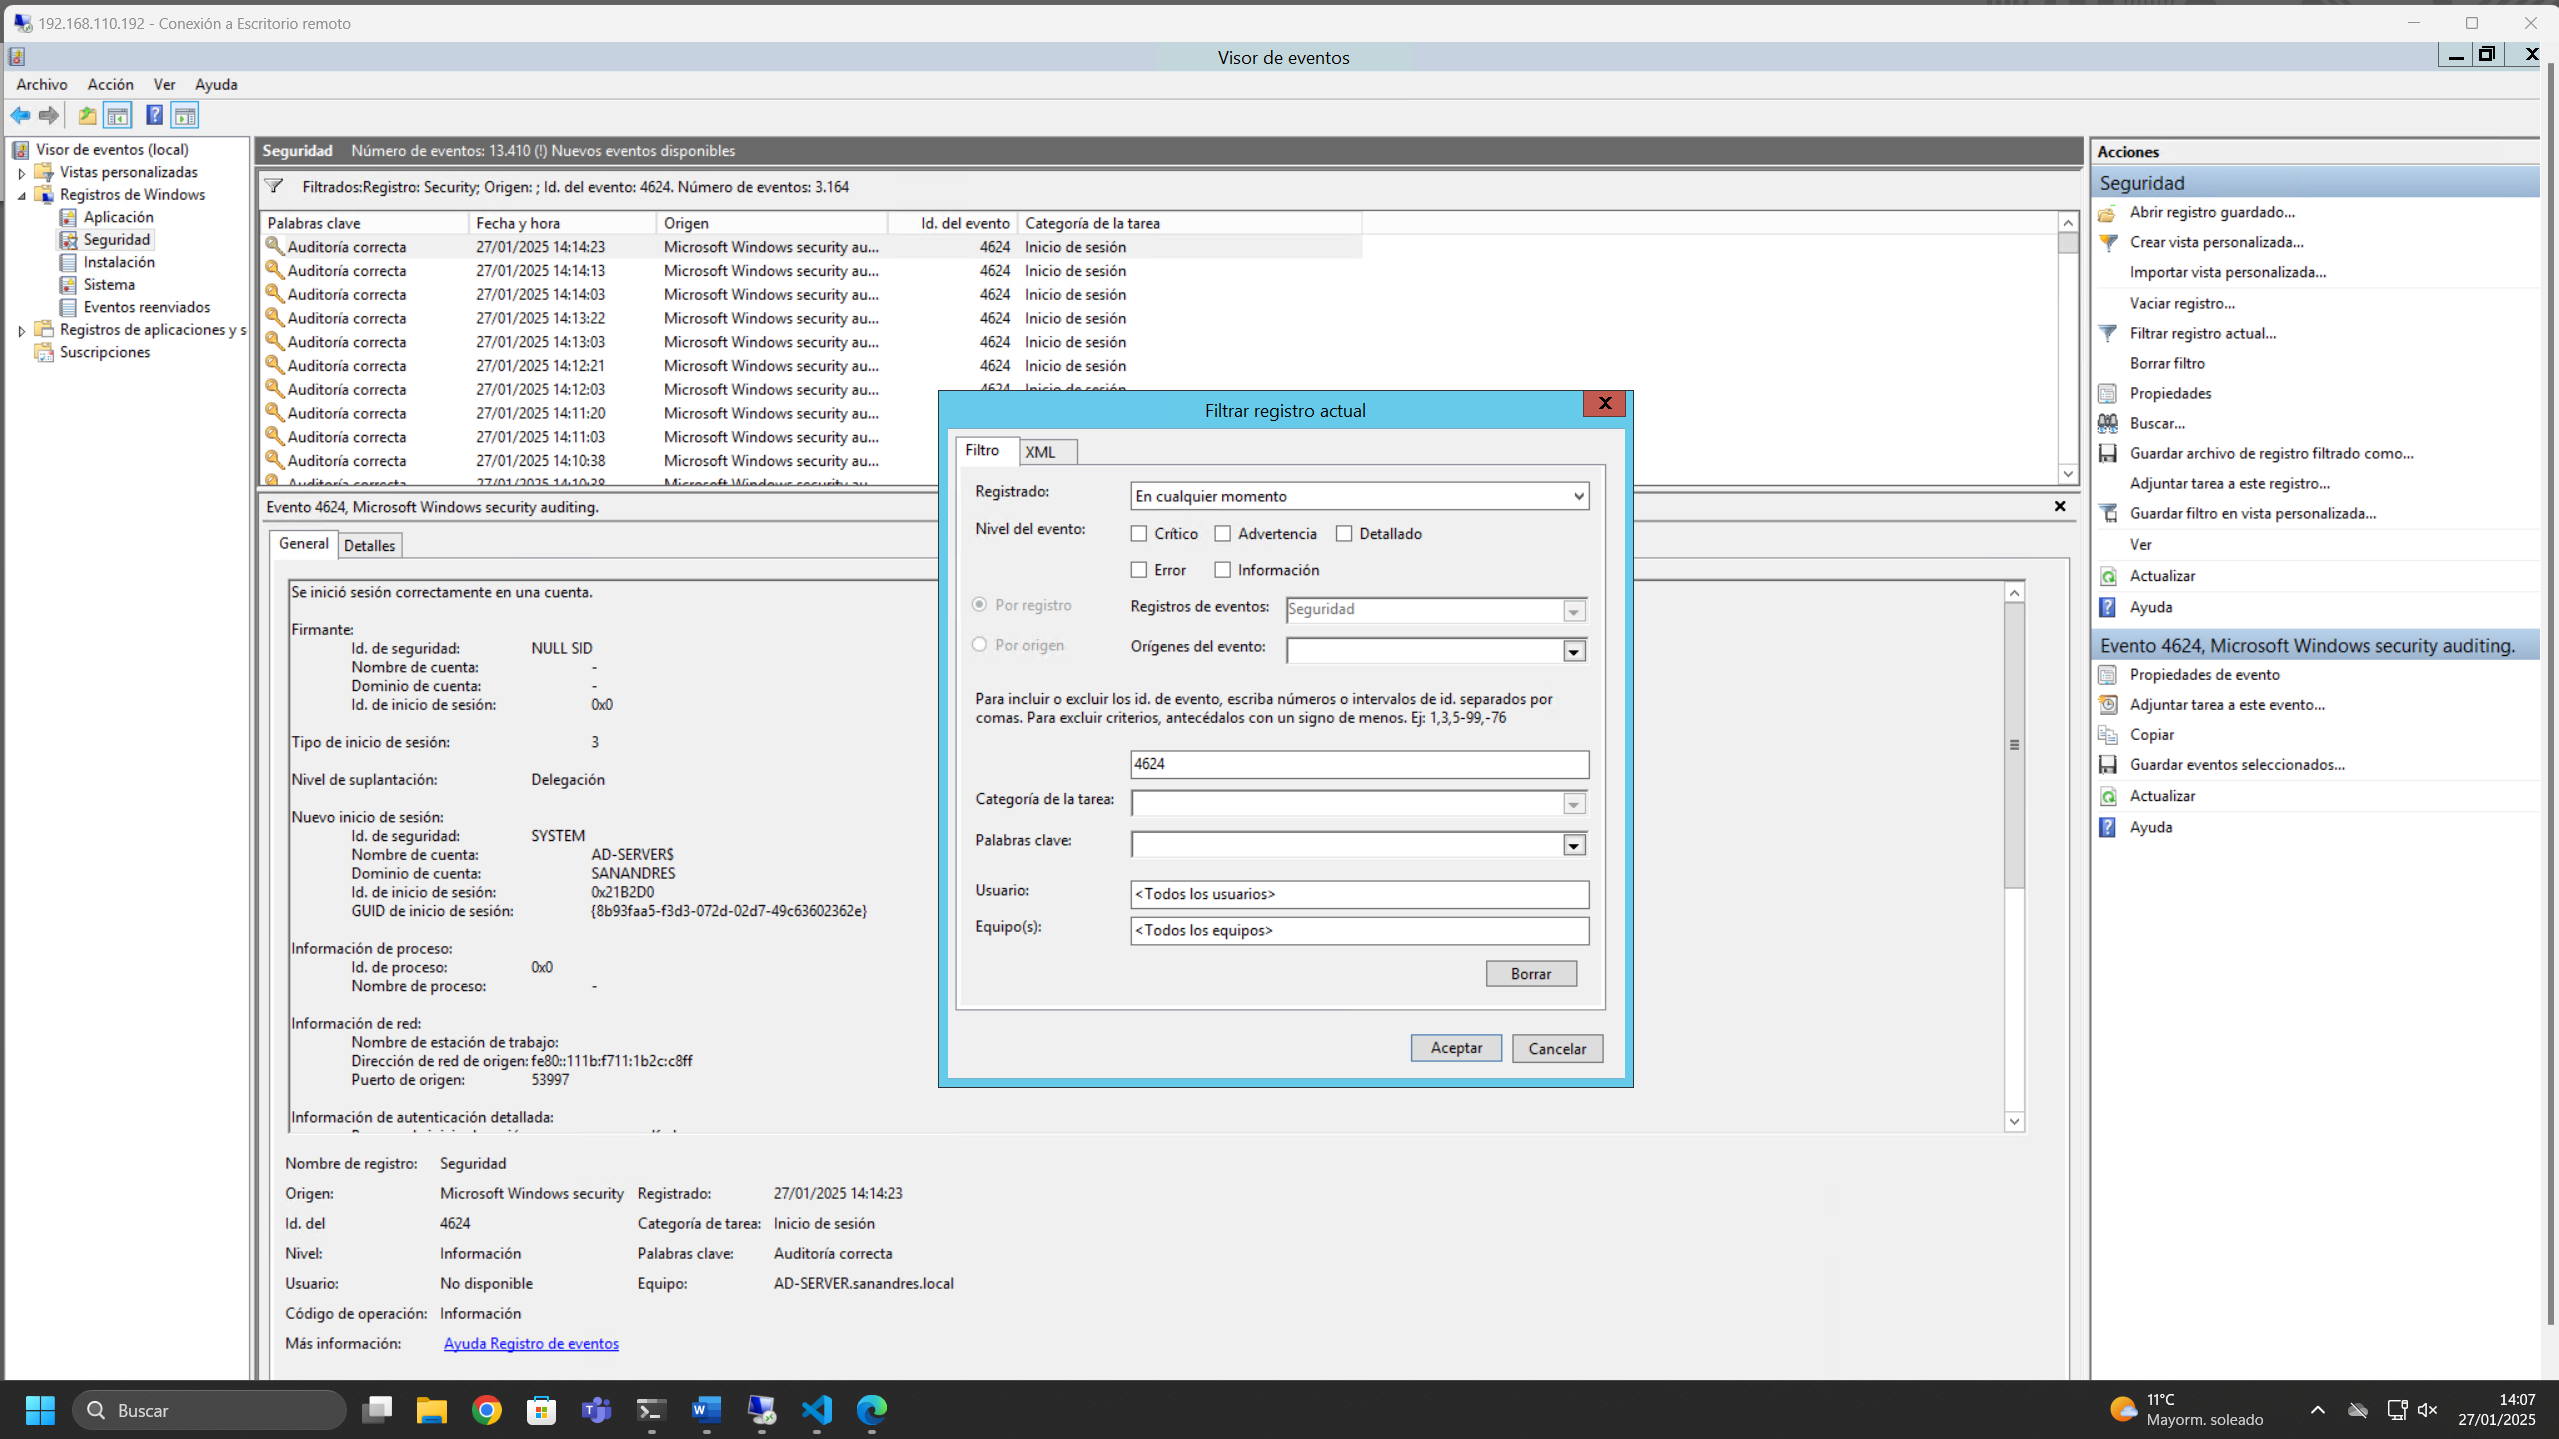 192.168.110.192 - Conexión a Escritorio remoto
Visor de eventos
Archivo Acción Ver Ayuda
Visor de eventos (local)
Vistas personalizadas
Registros de Windows
Aplicación
Seguridad
Instalación
Sistema
Eventos reenviados
Registros de aplicaciones y s
Suscripciones
Seguridad Número de eventos: 13.410 (!) Nuevos eventos disponibles
Filtrados:Registro: Security; Origen: ; Id. del evento: 4624. Número de eventos: 3.164
Palabras clave Fecha y hora Origen Id. del evento Categoría de la tarea
Auditoría correcta 27/01/2025 14:14:23 Microsoft Windows security au... 4624 Inicio de sesión
Auditoría correcta 27/01/2025 14:14:13 Microsoft Windows security au... 4624 Inicio de sesión
Auditoría correcta 27/01/2025 14:14:03 Microsoft Windows security au... 4624 Inicio de sesión
Auditoría correcta 27/01/2025 14:13:22 Microsoft Windows security au... 4624 Inicio de sesión
Auditoría correcta 27/01/2025 14:13:03 Microsoft Windows security au... 4624 Inicio de sesión
Auditoría correcta 27/01/2025 14:12:21 Microsoft Windows security au... 4624 Inicio de sesión
Auditoría correcta 27/01/2025 14:12:03 Microsoft Windows security au... 4624 Inicio de sesión
Auditoría correcta 27/01/2025 14:11:20 Microsoft Windows security au...
Auditoría correcta 27/01/2025 14:11:03 Microsoft Windows security au...
Auditoría correcta 27/01/2025 14:10:38 Microsoft Windows security au...
Auditoría correcta 27/01/2025 14:10:38 Microsoft Windows security au...
Evento 4624, Microsoft Windows security auditing.
General Detalles
Se inició sesión correctamente en una cuenta.
Firmante:
Id. de seguridad: NULL SID
Nombre de cuenta: -
Dominio de cuenta: -
Id. de inicio de sesión: 0x0
Tipo de inicio de sesión: 3
Nivel de suplantación: Delegación
Nuevo inicio de sesión:
Id. de seguridad: SYSTEM
Nombre de cuenta: AD-SERVER$
Dominio de cuenta: SANANDRES
Id. de inicio de sesión: 0x21B2D0
GUID de inicio de sesión: {8b93faa5-f3d3-072d-02d7-49c63602362e}
Información de proceso:
Id. de proceso: 0x0
Nombre de proceso: -
Información de red:
Nombre de estación de trabajo:
Dirección de red de origen: fe80::111b:f711:1b2c:c8ff
Puerto de origen: 53997
Información de autenticación detallada:
Nombre de registro: Seguridad
Origen: Microsoft Windows security Registrado: 27/01/2025 14:14:23
Id. del 4624 Categoría de tarea: Inicio de sesión
Nivel: Información Palabras clave: Auditoría correcta
Usuario: No disponible Equipo: AD-SERVER.sanandres.local
Código de operación: Información
Más información: Ayuda Registro de eventos
Filtrar registro actual
Filtro XML
Registrado: En cualquier momento
Nivel del evento: Crítico Advertencia Detallado
Error Información
Por registro Registros de eventos: Seguridad
Por origen Orígenes del evento:
Para incluir o excluir los id. de evento, escriba números o intervalos de id. separados por
comas. Para excluir criterios, antecédalos con un signo de menos. Ej: 1,3,5-99,-76
4624
Categoría de la tarea:
Palabras clave:
Usuario: <Todos los usuarios>
Equipo(s): <Todos los equipos>
Borrar
Aceptar Cancelar
Acciones
Seguridad
Abrir registro guardado...
Crear vista personalizada...
Importar vista personalizada...
Vaciar registro...
Filtrar registro actual...
Borrar filtro
Propiedades
Buscar...
Guardar archivo de registro filtrado como...
Adjuntar tarea a este registro...
Guardar filtro en vista personalizada...
Ver
Actualizar
Ayuda
Evento 4624, Microsoft Windows security auditing.
Propiedades de evento
Adjuntar tarea a este evento...
Copiar
Guardar eventos seleccionados...
Actualizar
Ayuda
Buscar
11°C
Mayorm. soleado
14:07
27/01/2025